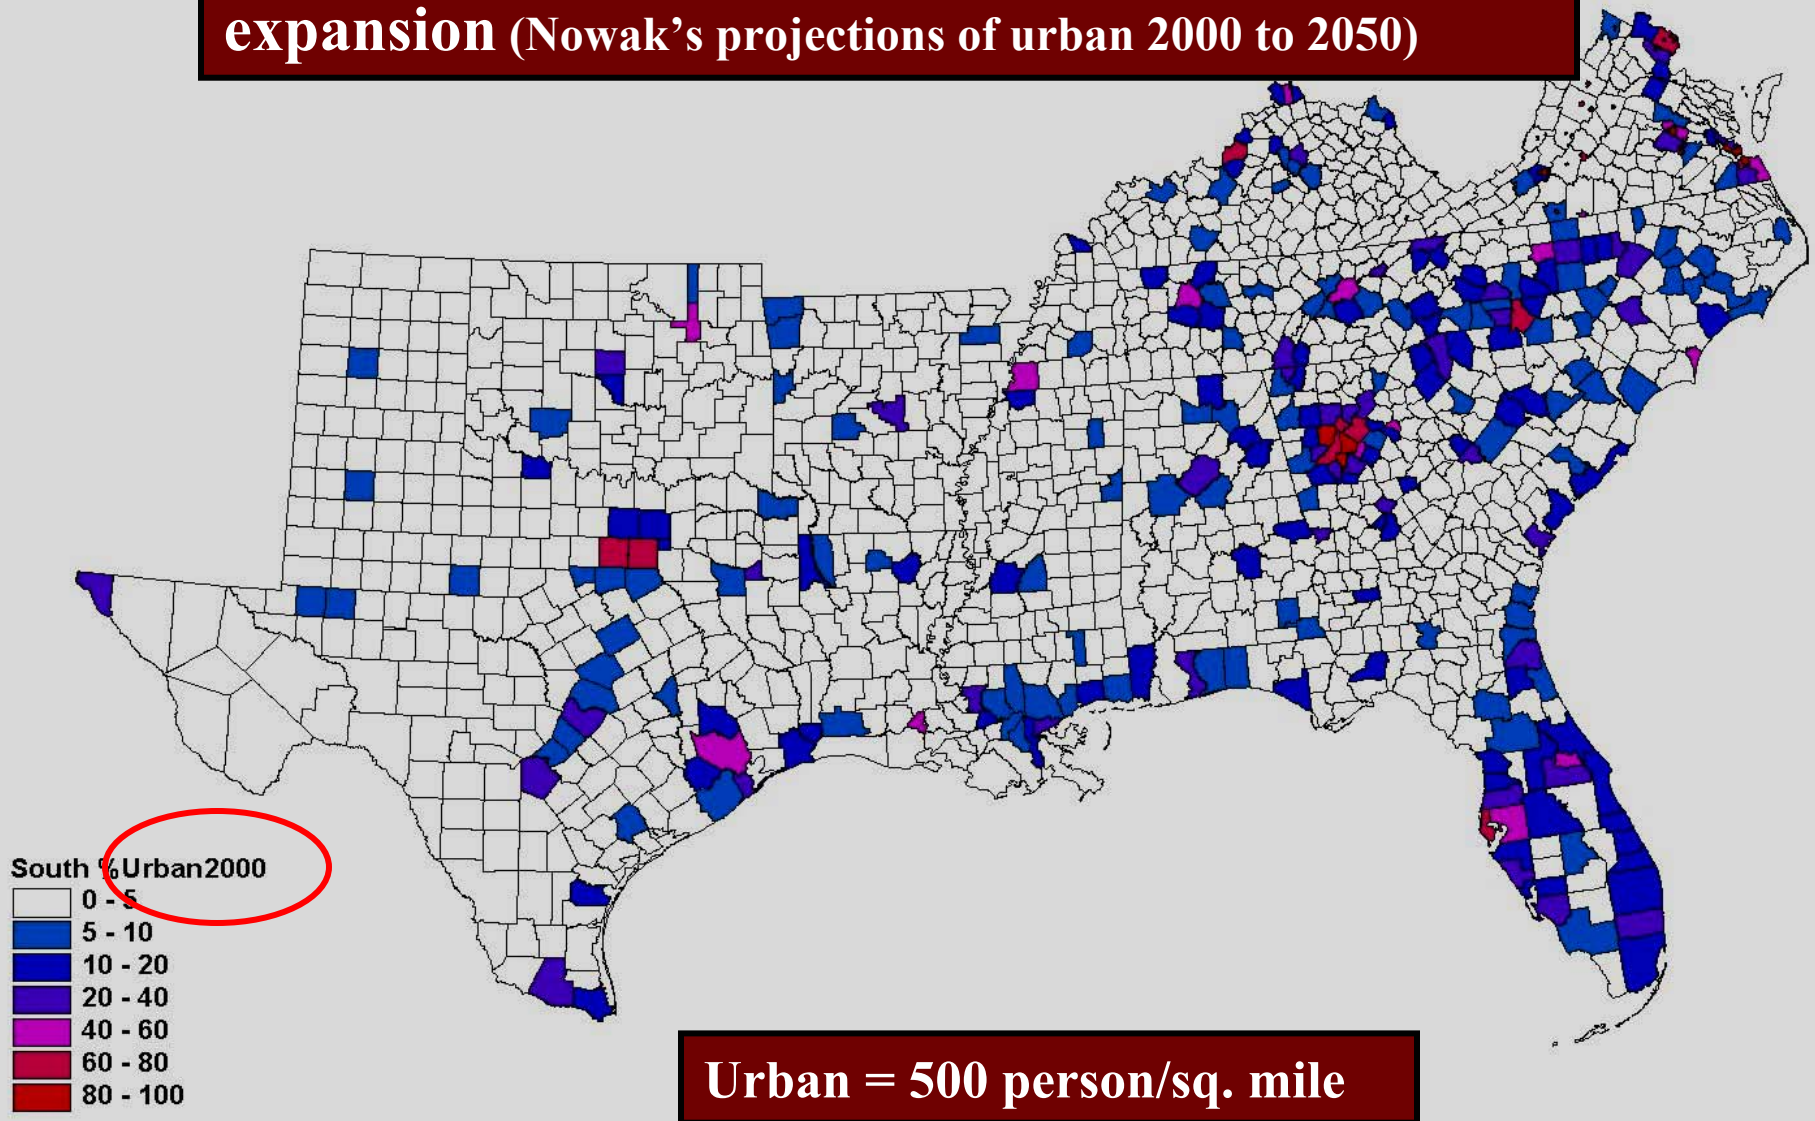 expansion (Nowak’s projections of urban 2000 to 2050)
South %Urban2000
0 - 5
5 - 10
10 - 20
20 - 40
40 - 60
60 - 80
80 - 100
Urban = 500 person/sq. mile